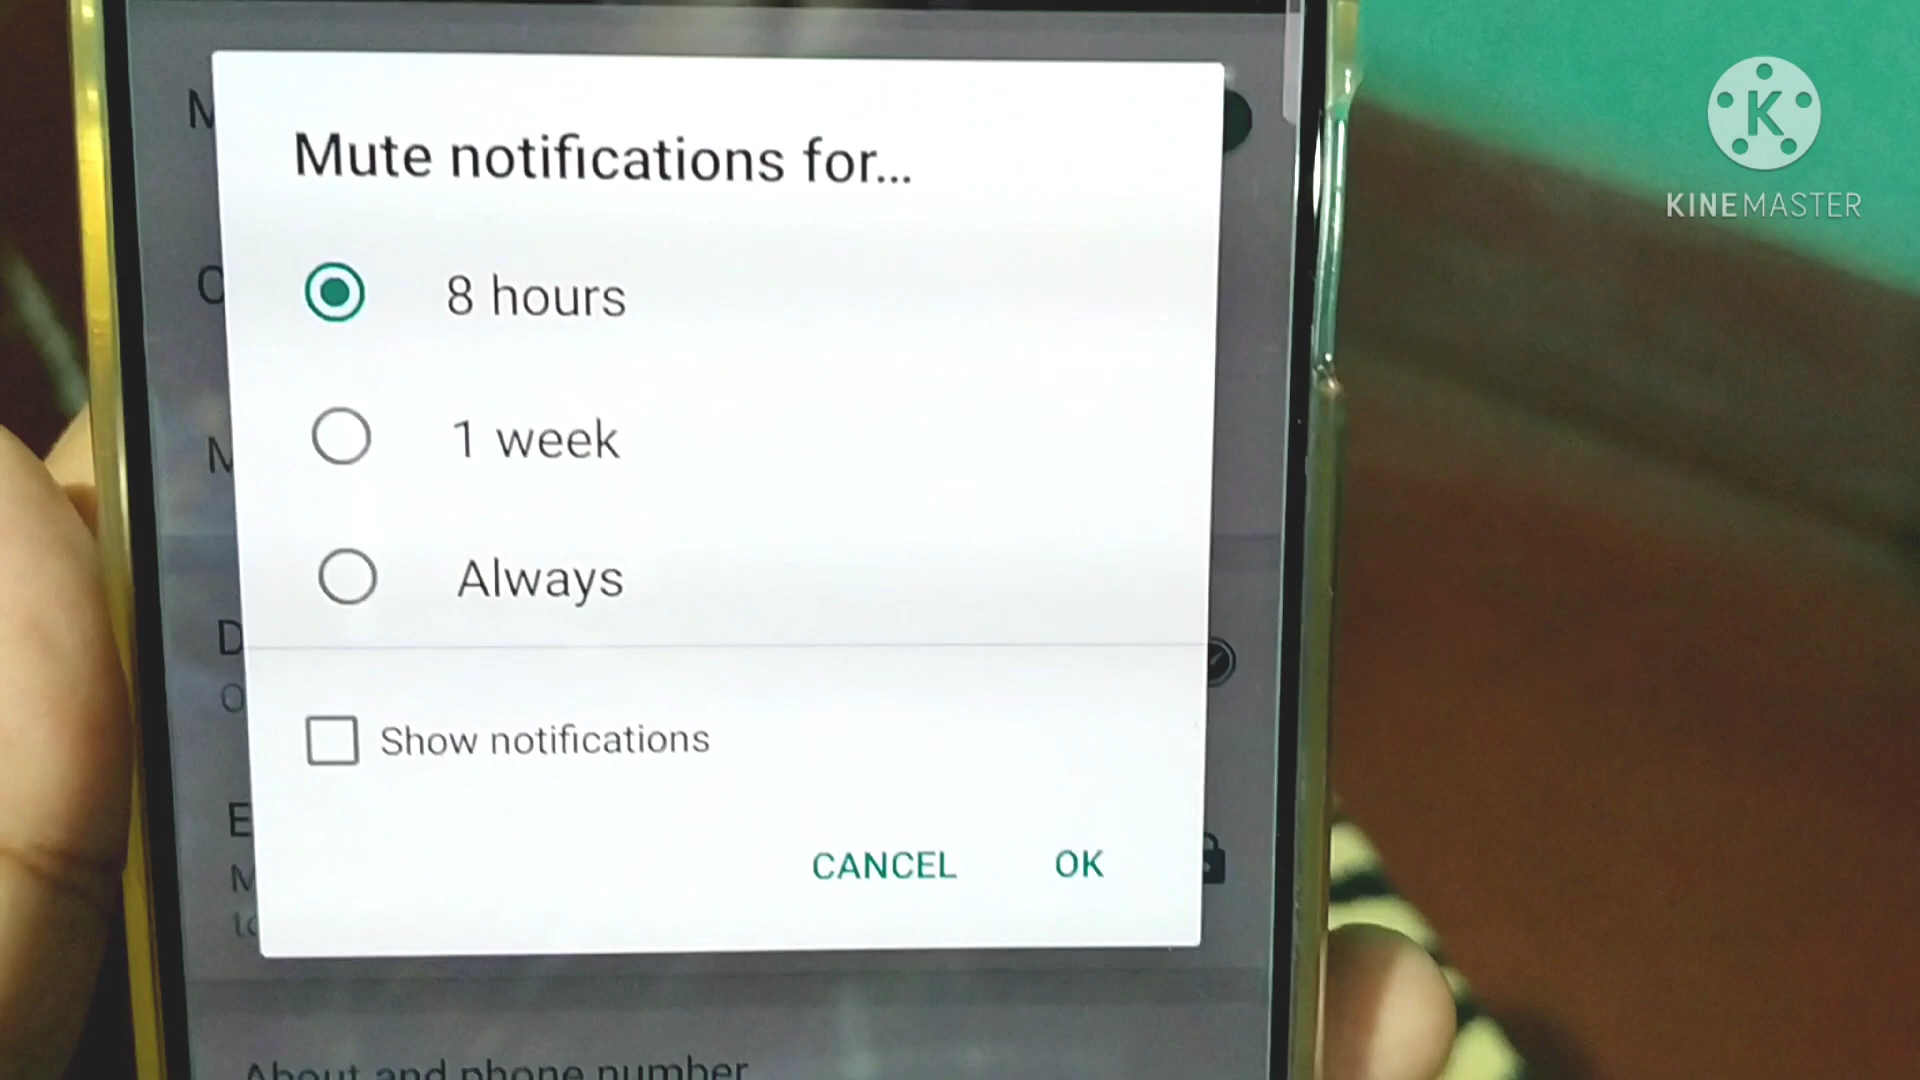 Mute notifications for...
8 hours
1 week
Always
Show notifications
CANCEL
OK
About and phone number
K
KINEMASTER